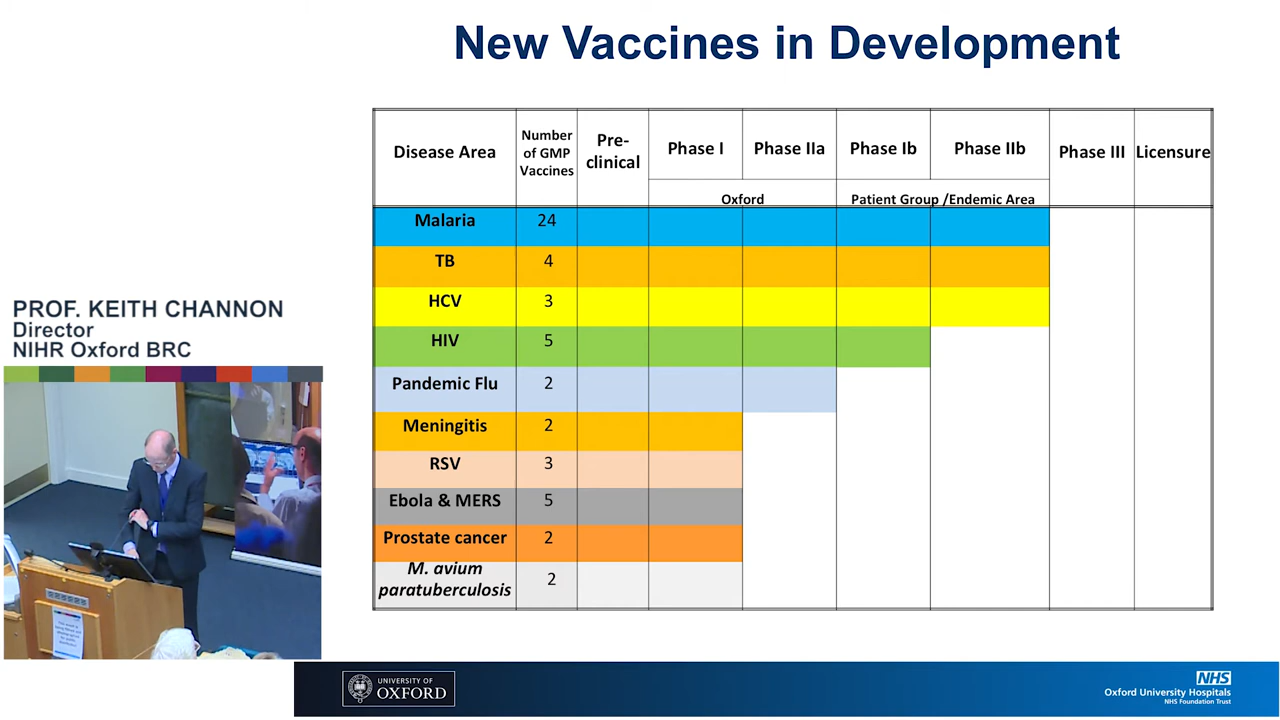 New Vaccines in Development
Disease Area
Number
of GMP
Vaccines
Pre-
clinical
Phase I
Phase IIa
Phase Ib
Phase IIb
Phase III
Licensure
Oxford
Patient Group /Endemic Area
Malaria
24
TB
4
HCV
3
HIV
5
Pandemic Flu
2
Meningitis
2
RSV
3
Ebola & MERS
5
Prostate cancer
2
M. avium
paratuberculosis
2
PROF. KEITH CHANNON
Director
NIHR Oxford BRC
UNIVERSITY OF
OXFORD
NHS
Oxford University Hospitals
NHS Foundation Trust